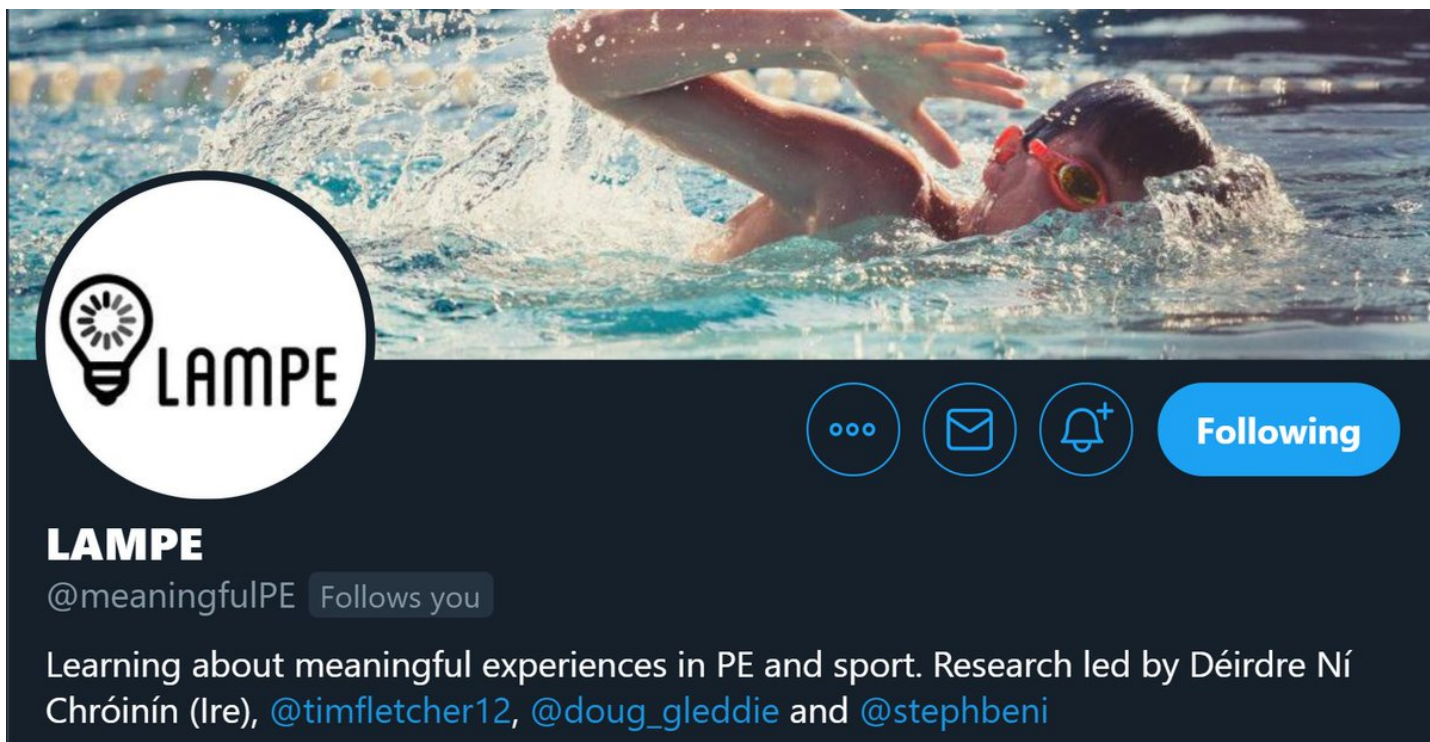 LAMPE
Following
LAMPE
@meaningfulPE Follows you
Learning about meaningful experiences in PE and sport. Research led by Déirdre Ní
Chróinín (Ire), @timfletcher12, @doug_gleddie and @stephbeni